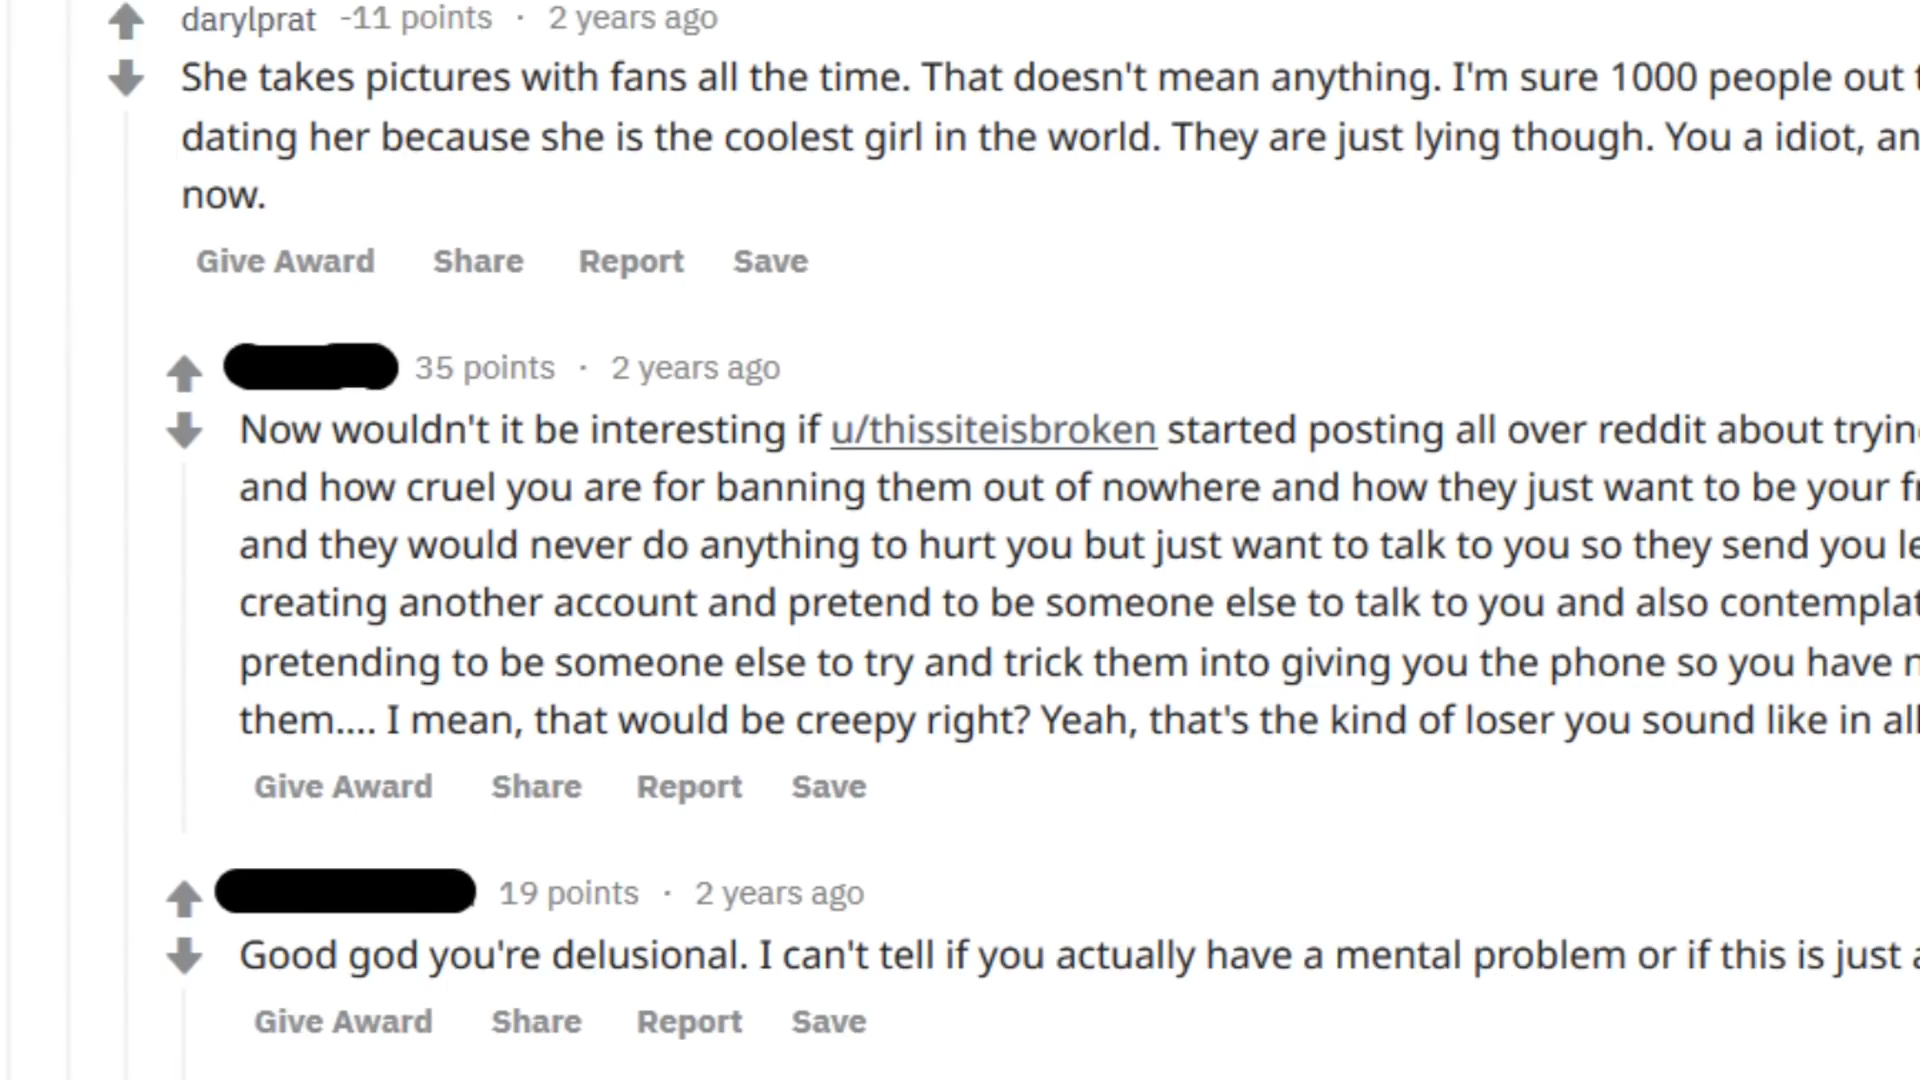 darylprat -11 points · 2 years ago
She takes pictures with fans all the time. That doesn't mean anything. I'm sure 1000 people out
dating her because she is the coolest girl in the world. They are just lying though. You a idiot,
now.
Give Award Share Report Save
35 points · 2 years ago
Now wouldn't it be interesting if u/thissiteisbroken started posting all over reddit about
and how cruel you are for banning them out of nowhere and how they just want to be your
and they would never do anything to hurt you but just want to talk to you so they send you
creating another account and pretend to be someone else to talk to you and also
pretending to be someone else to try and trick them into giving you the phone so you have
them.... I mean, that would be creepy right? Yeah, that's the kind of loser you sound like in
Give Award Share Report Save
19 points · 2 years ago
Good god you're delusional. I can't tell if you actually have a mental problem or if this is just
Give Award Share Report Save